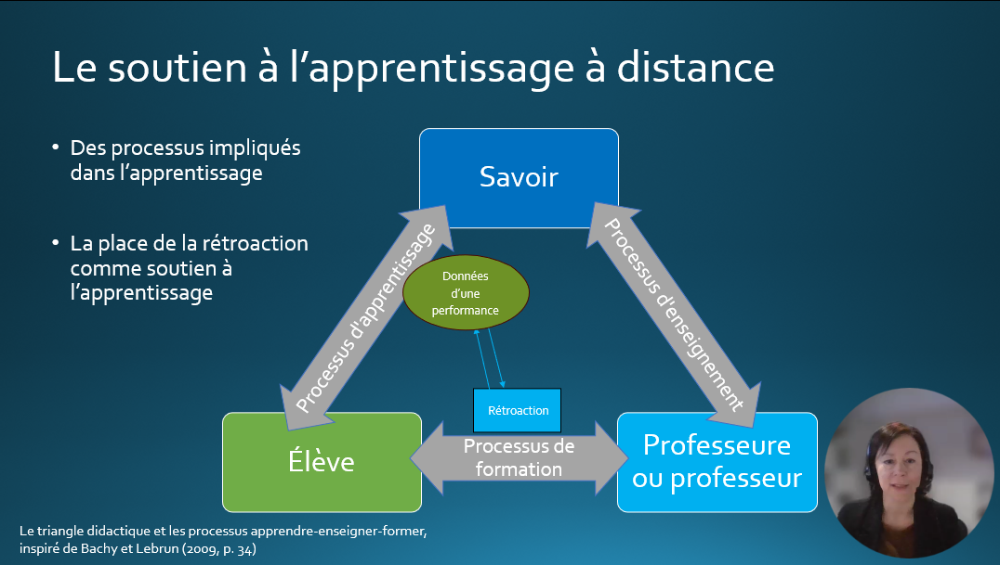 Le soutien à l'apprentissage à distance
• Des processus impliqués
dans l'apprentissage
• La place de la rétroaction
comme soutien à
l'apprentissage
Savoir
Processus d'apprentissage
Processus d'enseignement
Données
d'une
performance
Rétroaction
Processus de
formation
Élève
Professeure
ou professeur
Le triangle didactique et les processus apprendre-enseigner-former,
inspiré de Bachy et Lebrun (2009, p. 34)